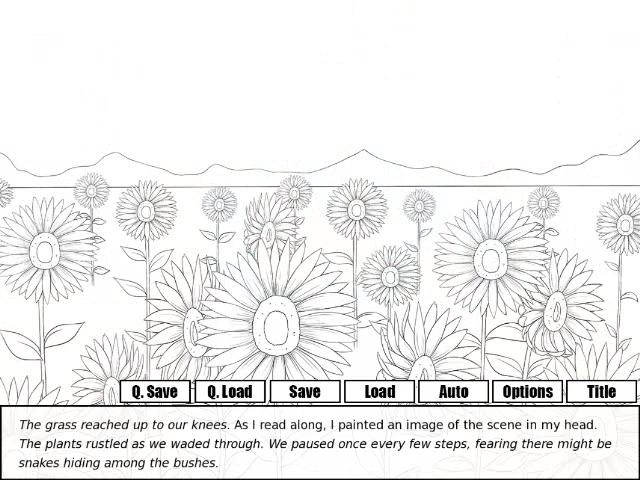 Q. Save Q. Load Save Load Auto Options Title
The grass reached up to our knees. As I read along, I painted an image of the scene in my head.
The plants rustled as we waded through. We paused once every few steps, fearing there might be
snakes hiding among the bushes.